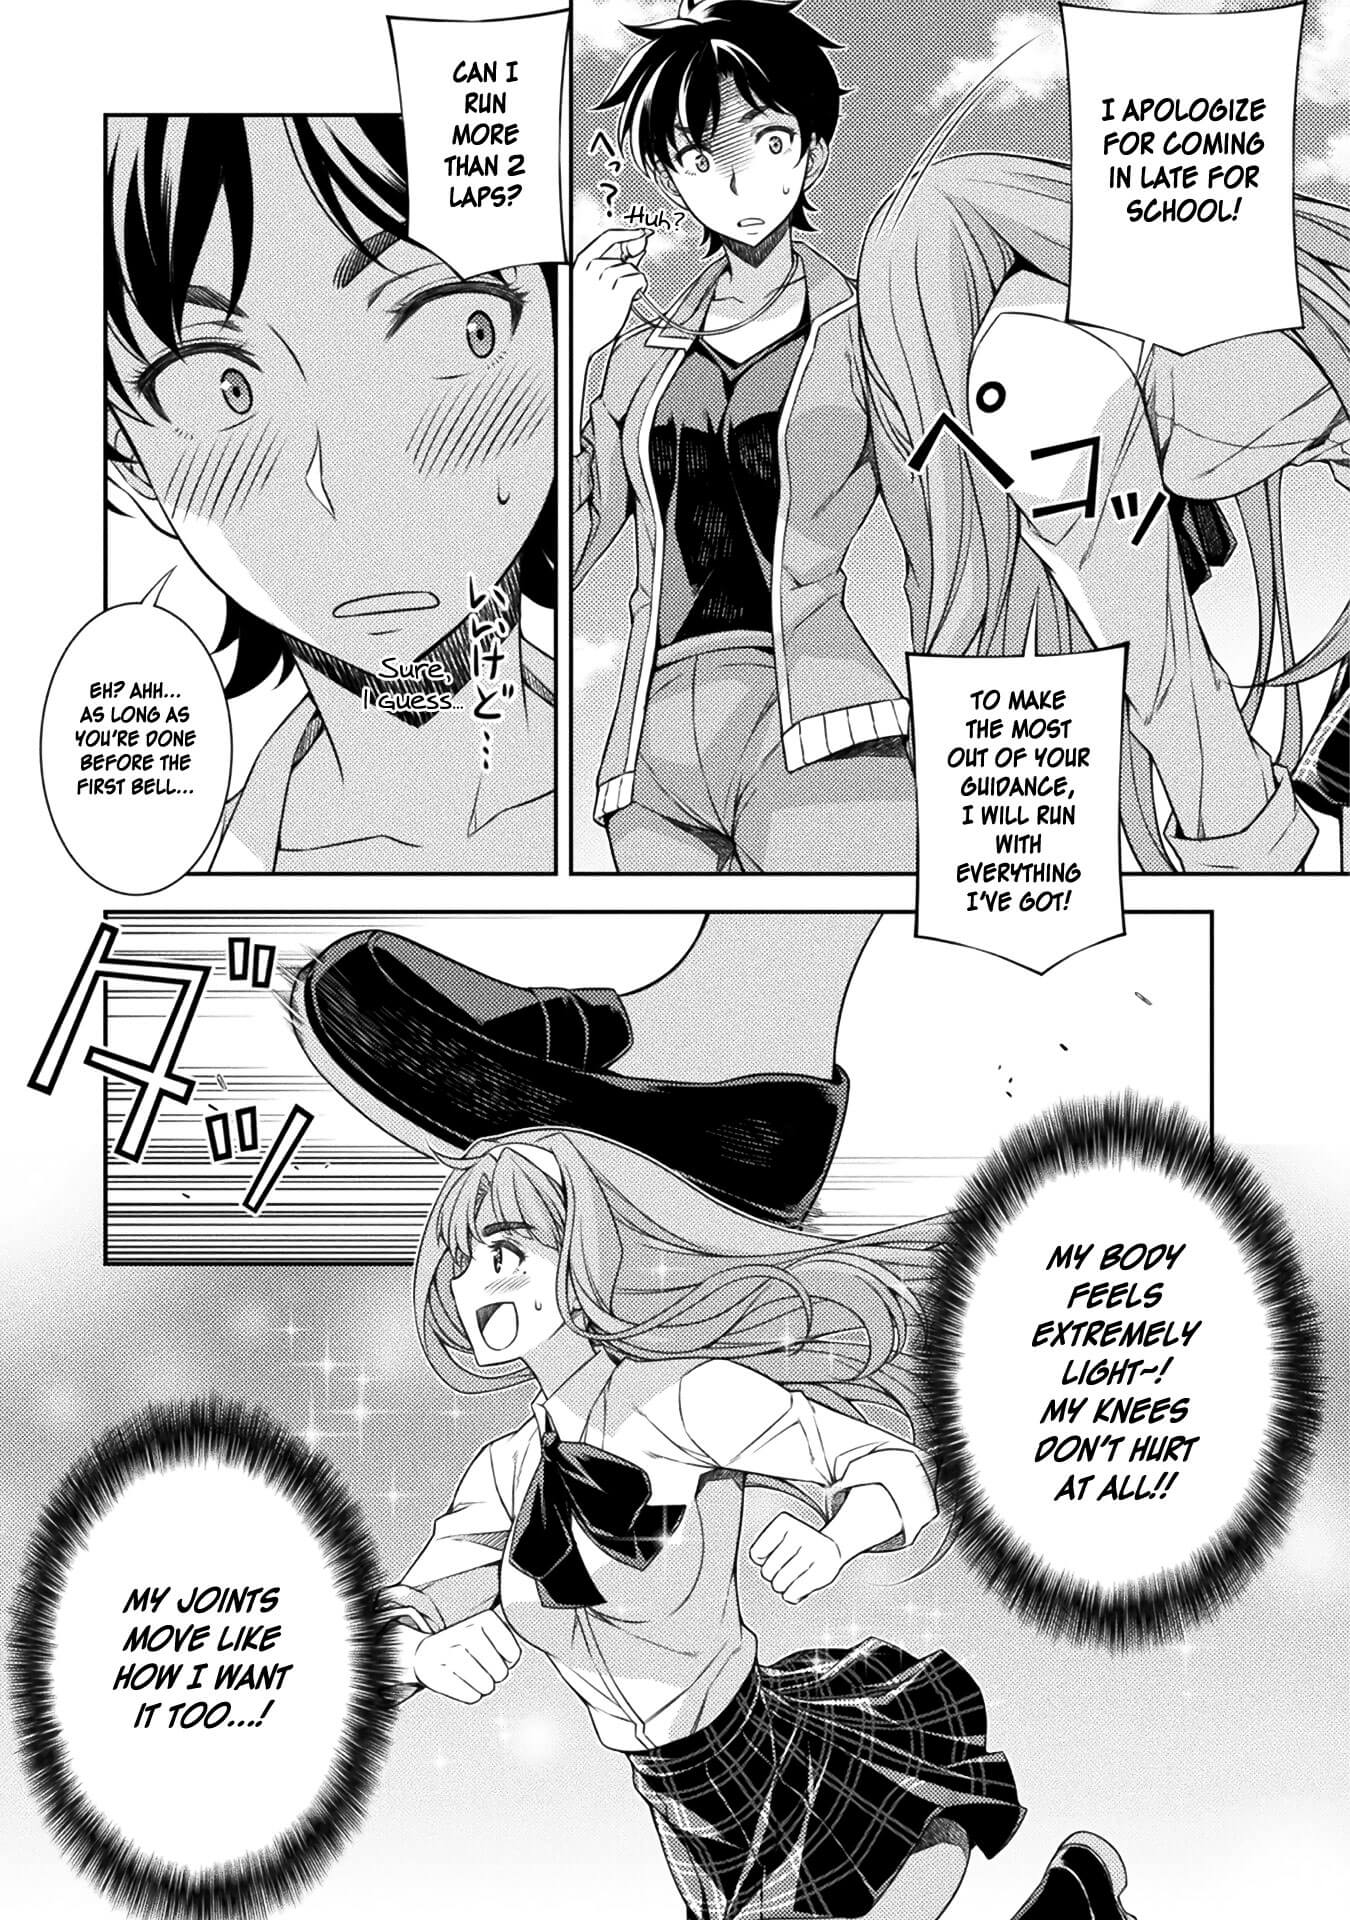 I APOLOGIZE
FOR COMING
IN LATE FOR
SCHOOL!
へっ?
Huh?
ペコッ
TO MAKE
THE MOST
OUT OF YOUR
GUIDANCE,
I WILL RUN
WITH
EVERYTHING
I'VE GOT!
CAN I
RUN
MORE
THAN 2
LAPS?
いいけど…
Sure,
I guess...
EH? AHH...
AS LONG AS
YOU'RE DONE
BEFORE THE
FIRST BELL...
ダッ
MY BODY
FEELS
EXTREMELY
LIGHT~!
MY KNEES
DON'T HURT
AT ALL!!
MY JOINTS
MOVE LIKE
HOW I WANT
IT TOO...!